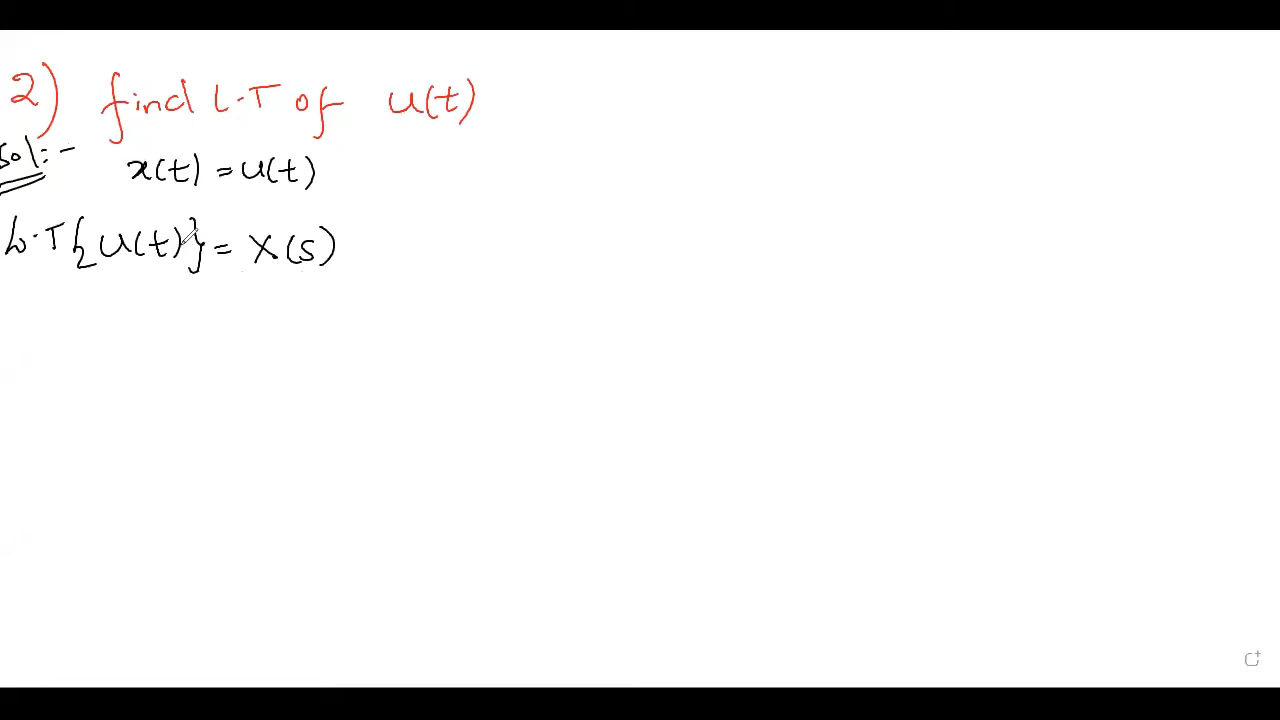 2) find L.T of u(t)
Sol:-
x(t) = u(t)
L.T{u(t)} = X(s)